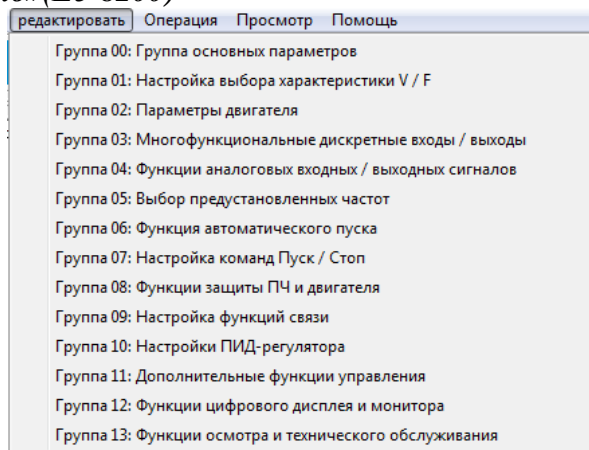 редактировать Операция Просмотр Помощь
Группа 00: Группа основных параметров
Группа 01: Настройка выбора характеристики V / F
Группа 02: Параметры двигателя
Группа 03: Многофункциональные дискретные входы / выходы
Группа 04: Функции аналоговых входных / выходных сигналов
Группа 05: Выбор предустановленных частот
Группа 06: Функция автоматического пуска
Группа 07: Настройка команд Пуск / Стоп
Группа 08: Функции защиты ПЧ и двигателя
Группа 09: Настройка функций связи
Группа 10: Настройки ПИД-регулятора
Группа 11: Дополнительные функции управления
Группа 12: Функции цифрового дисплея и монитора
Группа 13: Функции осмотра и технического обслуживания